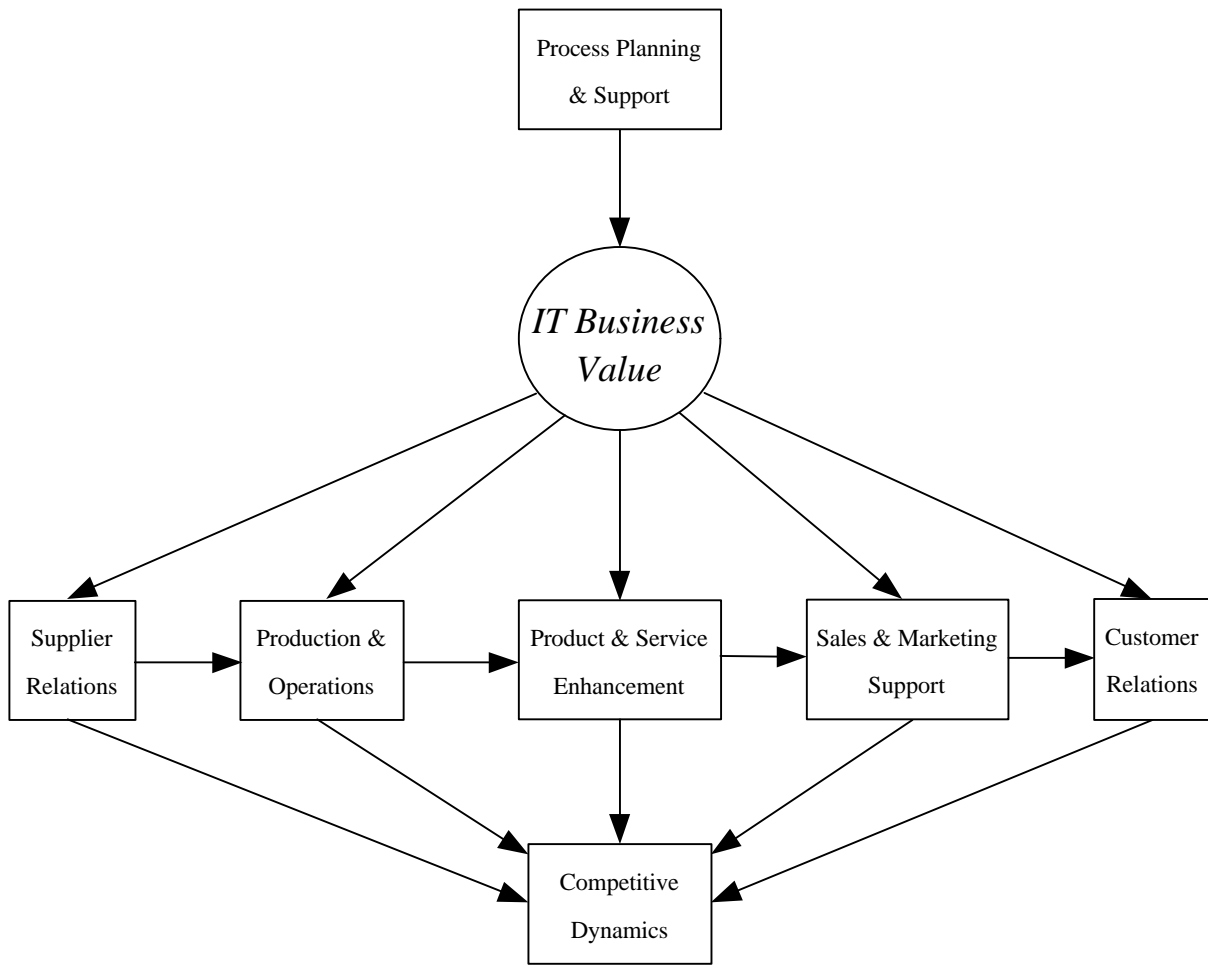 Process Planning
& Support
IT Business
Value
Supplier
Relations
Production &
Operations
Product & Service
Enhancement
Sales & Marketing
Support
Customer
Relations
Competitive
Dynamics